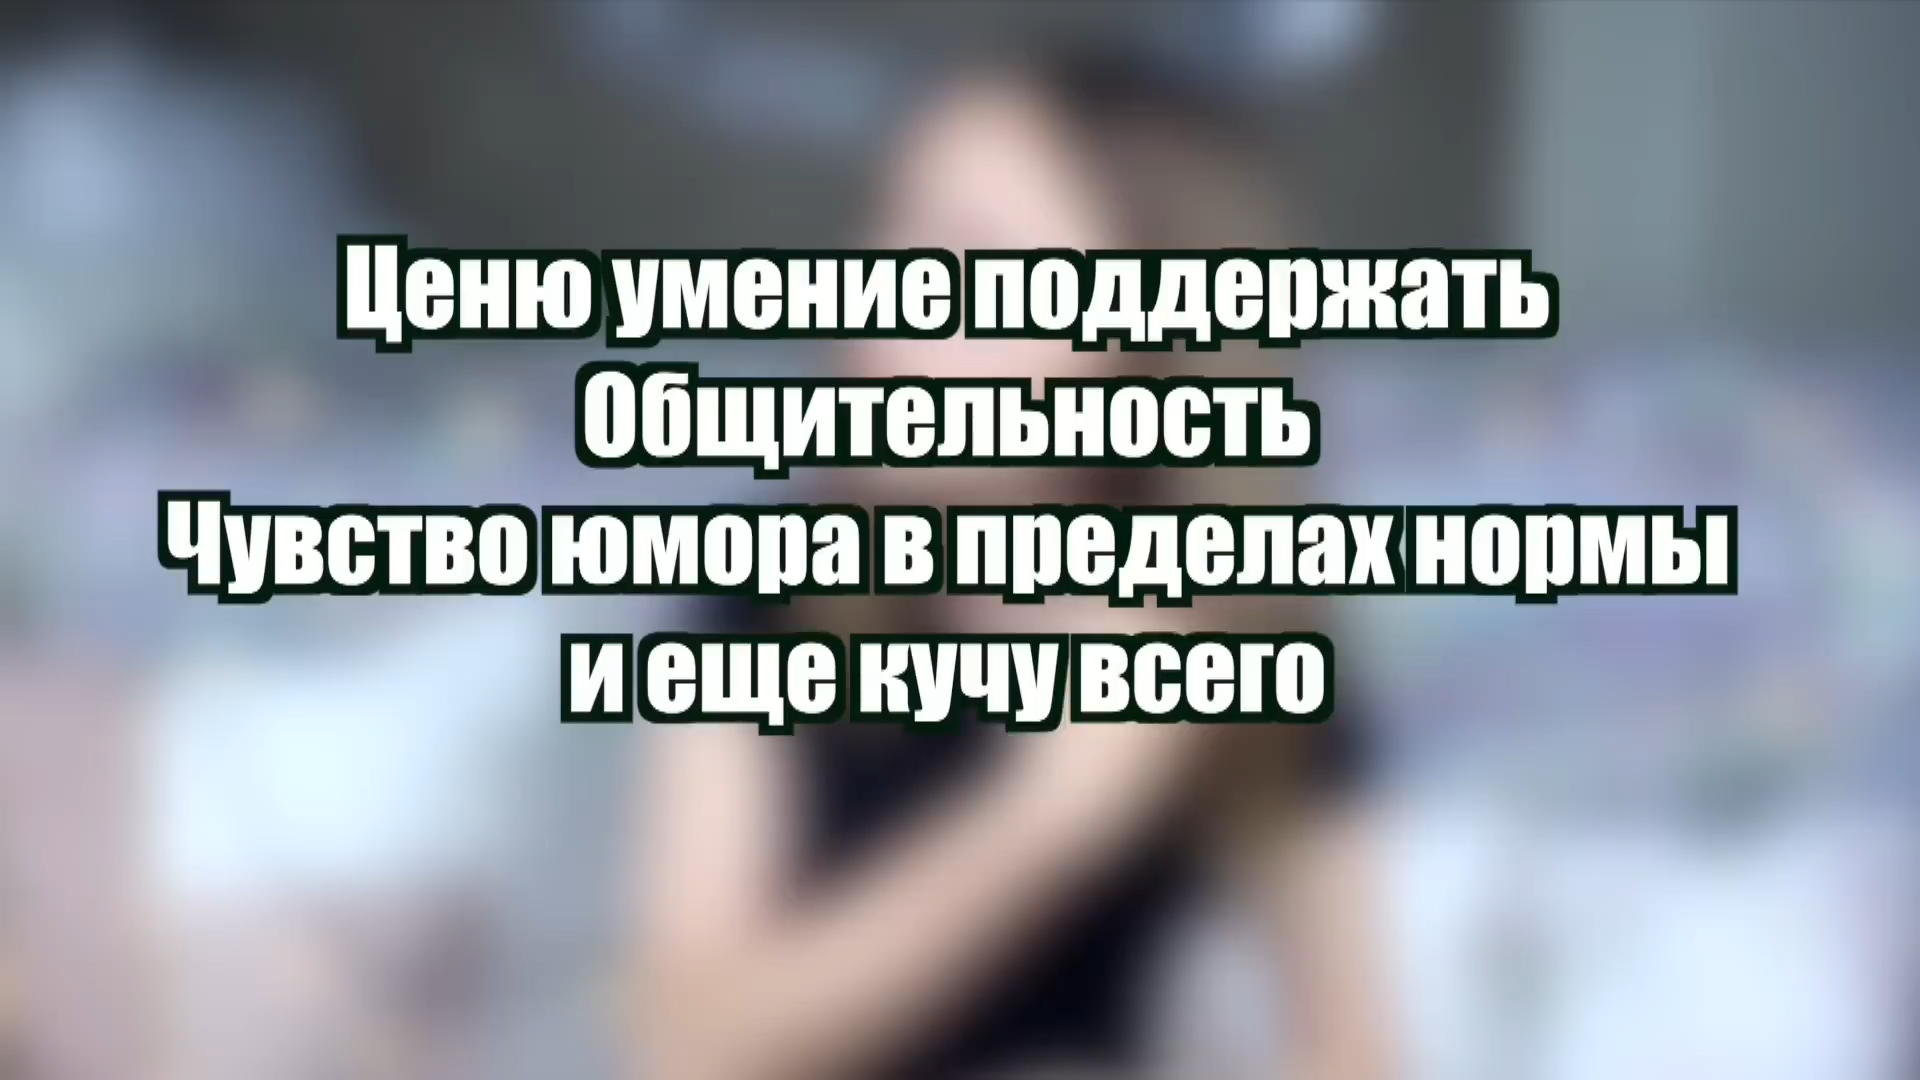 Ценю умение поддержать
Общительность
Чувство юмора в пределах нормы
и еще кучу всего